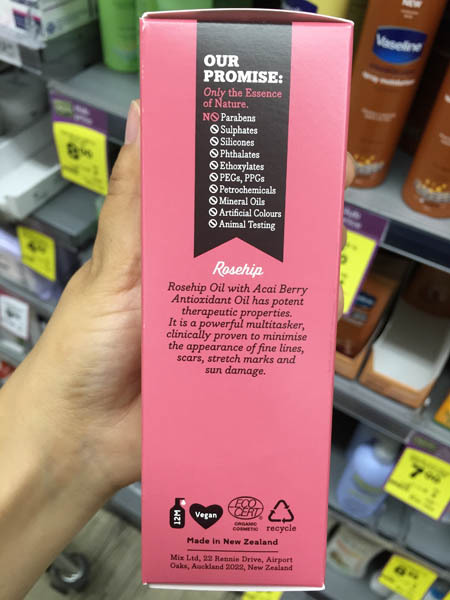 OUR
PROMISE:
Only the Essence
of Nature.
NO Parabens
Sulphates
Silicones
Phthalates
Ethoxylates
PEGs, PPGs
Petrochemicals
Mineral Oils
Artificial Colours
Animal Testing
Rosehip
Rosehip Oil with Acai Berry
Antioxidant Oil has potent
therapeutic properties.
It is a powerful multitasker,
clinically proven to minimise
the appearance of fine lines,
scars, stretch marks and
sun damage.
12M
Vegan
ECO
CERT
ORGANIC
COSMETIC
recycle
Made in New Zealand
Mix Ltd, 22 Rennie Drive, Airport
Oaks, Auckland 2022, New Zealand
NEW
Vaseline